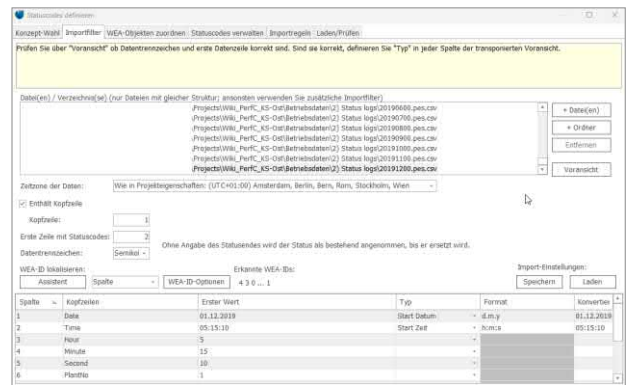 Statuscodes definieren
Konzept-Wahl Importfilter WEA-Objekten zuordnen Statuscodes verwalten Importregeln Laden/Prüfen
Prüfen Sie über "Voransicht" ob Datentrennzeichen und erste Datenzeile korrekt sind. Sind sie korrekt, definieren Sie "Typ" in jeder Spalte der transponierten Voransicht.
Datei(en) / Verzeichnis(se) (nur Dateien mit gleicher Struktur; ansonsten verwenden Sie zusätzliche Importfilter)
.Projects\Wiki_PerfC_KS-Ost\Betriebsdaten\2) Status logs\20190600.pes.csv
.Projects\Wiki_PerfC_KS-Ost\Betriebsdaten\2) Status logs\20190700.pes.csv
.Projects\Wiki_PerfC_KS-Ost\Betriebsdaten\2) Status logs\20190800.pes.csv
.Projects\Wiki_PerfC_KS-Ost\Betriebsdaten\2) Status logs\20190900.pes.csv
.Projects\Wiki_PerfC_KS-Ost\Betriebsdaten\2) Status logs\20191000.pes.csv
.Projects\Wiki_PerfC_KS-Ost\Betriebsdaten\2) Status logs\20191100.pes.csv
.Projects\Wiki_PerfC_KS-Ost\Betriebsdaten\2) Status logs\20191200.pes.csv
+ Datei(en)
+ Ordner
Entfernen
Voransicht
Zeitzone der Daten: Wie in Projekteigenschaften: (UTC+01:00) Amsterdam, Berlin, Bern, Rom, Stockholm, Wien
Enthält Kopfzeile
Kopfzeile: 1
Erste Zeile mit Statuscodes: 2
Ohne Angabe des Statusendes wird der Status als bestehend angenommen, bis er ersetzt wird.
Datentrennzeichen: Semikol
WEA-ID lokalisieren: Erkannte WEA-IDs: Import-Einstellungen:
Assistent Spalte WEA-ID-Optionen 4 3 0 ... 1 Speichern Laden
Spalte Kopfzeilen Erster Wert Typ Format Konvertier
1 Date 01.12.2019 Start Datum d.m.y 01.12.2019
2 Time 05:15:10 Start Zeit h:m:s 05:15:10
3 Hour 5
4 Minute 15
5 Second 10
6 PlantNo 1